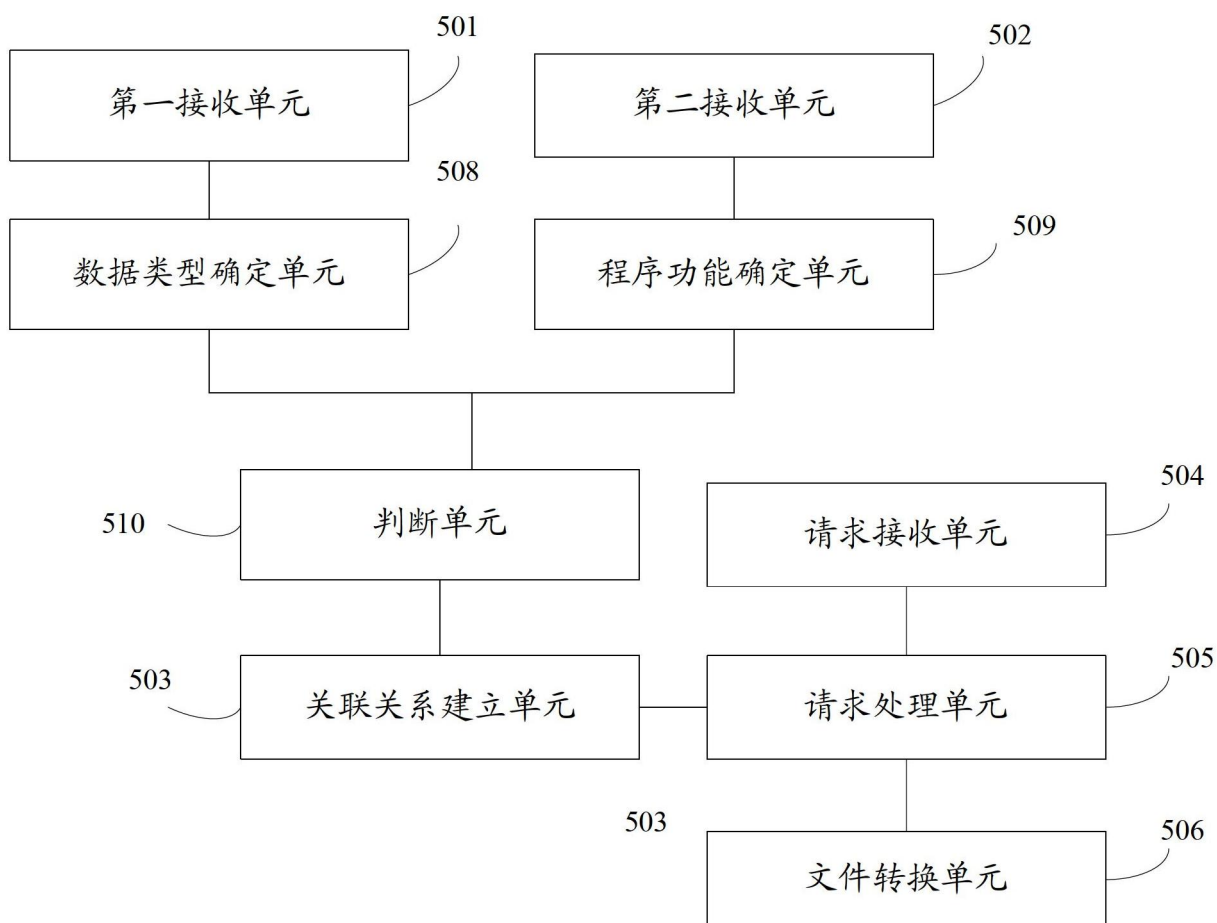 501
502
第一接收单元
第二接收单元
508
509
数据类型确定单元
程序功能确定单元
504
510
判断单元
请求接收单元
503
505
关联关系建立单元
请求处理单元
503
506
文件转换单元